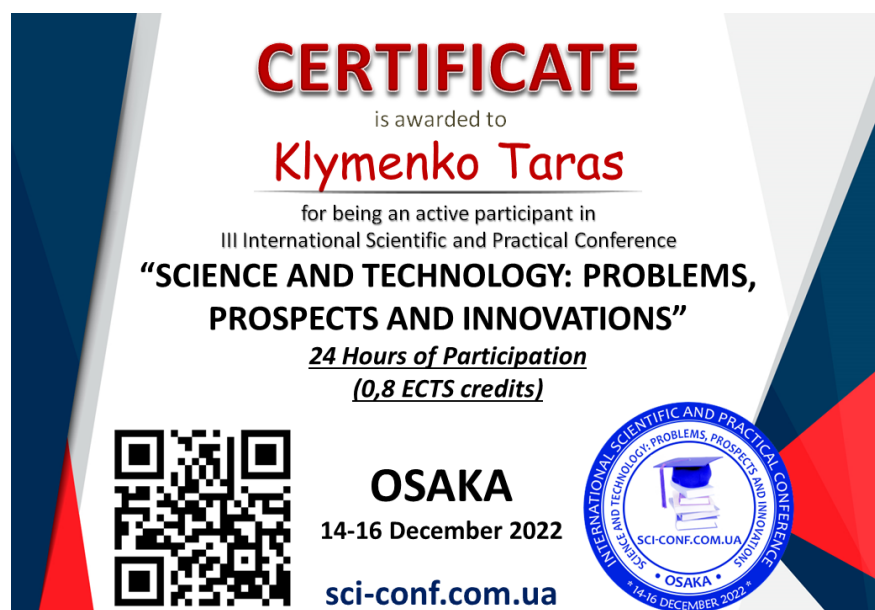 CERTIFICATE
is awarded to
Klymenko Taras
for being an active participant in
III International Scientific and Practical Conference
“SCIENCE AND TECHNOLOGY: PROBLEMS,
PROSPECTS AND INNOVATIONS”
24 Hours of Participation
(0,8 ECTS credits)
OSAKA
14-16 December 2022
sci-conf.com.ua
INTERNATIONAL SCIENTIFIC AND PRACTICAL CONFERENCE
SCIENCE AND TECHNOLOGY: PROBLEMS, PROSPECTS AND INNOVATIONS
SCI-CONF.COM.UA
• OSAKA •
* 14-16 DECEMBER 2022 *